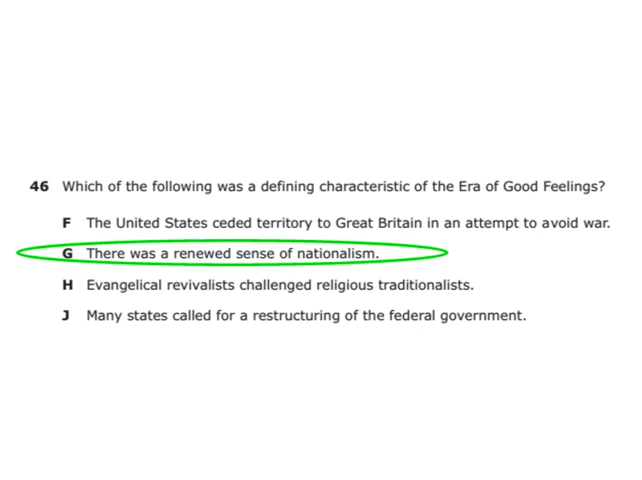 46 Which of the following was a defining characteristic of the Era of Good Feelings?
F The United States ceded territory to Great Britain in an attempt to avoid war.
G There was a renewed sense of nationalism.
H Evangelical revivalists challenged religious traditionalists.
J Many states called for a restructuring of the federal government.